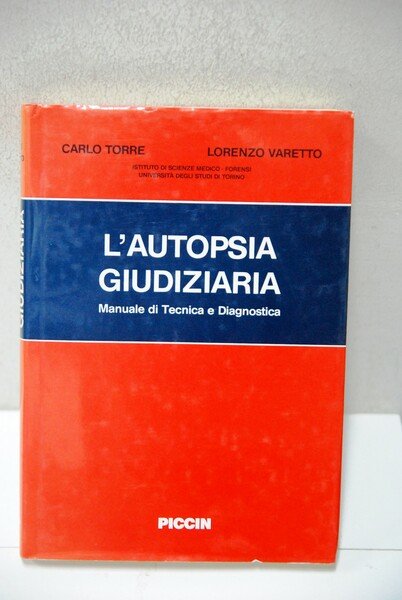 CARLO TORRE LORENZO VARETTO
ISTITUTO DI SCIENZE MEDICO - FORENSI
UNIVERSITÀ DEGLI STUDI DI TORINO
L'AUTOPSIA
GIUDIZIARIA
Manuale di Tecnica e Diagnostica
PICCIN
GIUDIZIARIA